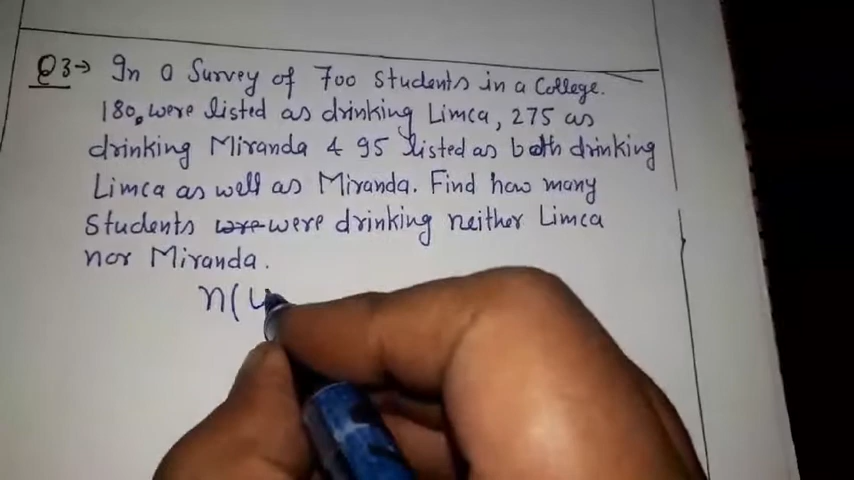 Q3→ In a Survey of 700 students in a College.
180, were listed as drinking Limca, 275 as
drinking Miranda & 95 listed as both drinking
Limca as well as Miranda. Find how many
Students were were drinking neither Limca
nor Miranda.
n(U